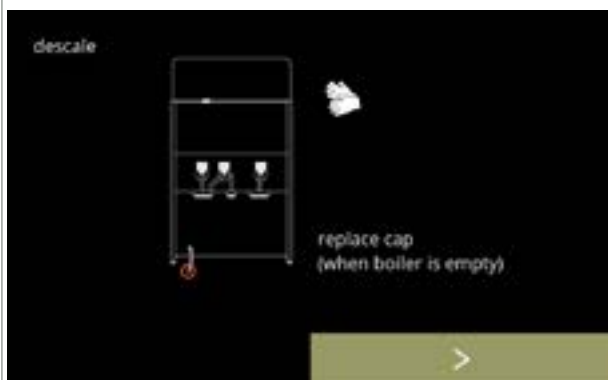 descale
replace cap
(when boiler is empty)
>